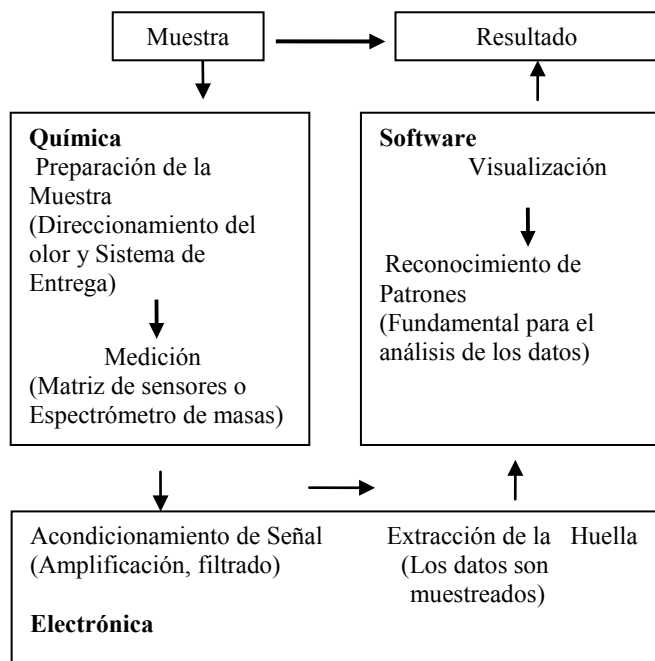 Muestra
Resultado
Química
Preparación de la
Muestra
(Direccionamiento del
olor y Sistema de
Entrega)
Medición
(Matriz de sensores o
Espectrómetro de masas)
Software
Visualización
Reconocimiento de
Patrones
(Fundamental para el
análisis de los datos)
Acondicionamiento de Señal
(Amplificación, filtrado)
Extracción de la Huella
(Los datos son
muestreados)
Electrónica